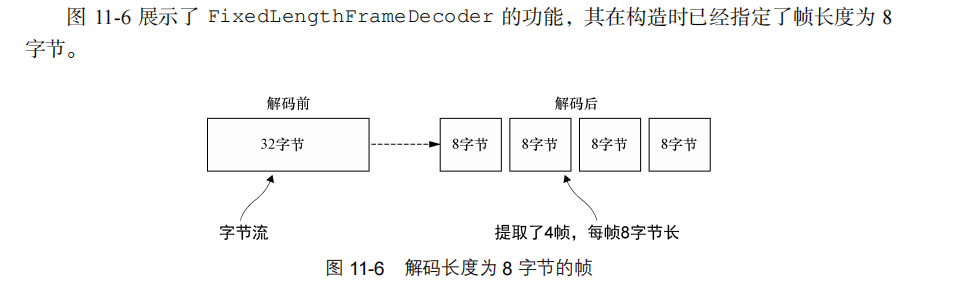 图 11-6 展示了 FixedLengthFrameDecoder 的功能，其在构造时已经指定了帧长度为 8
字节。
解码前 解码后
32字节 8字节 8字节 8字节 8字节
字节流 提取了4帧，每帧8字节长
图 11-6 解码长度为 8 字节的帧